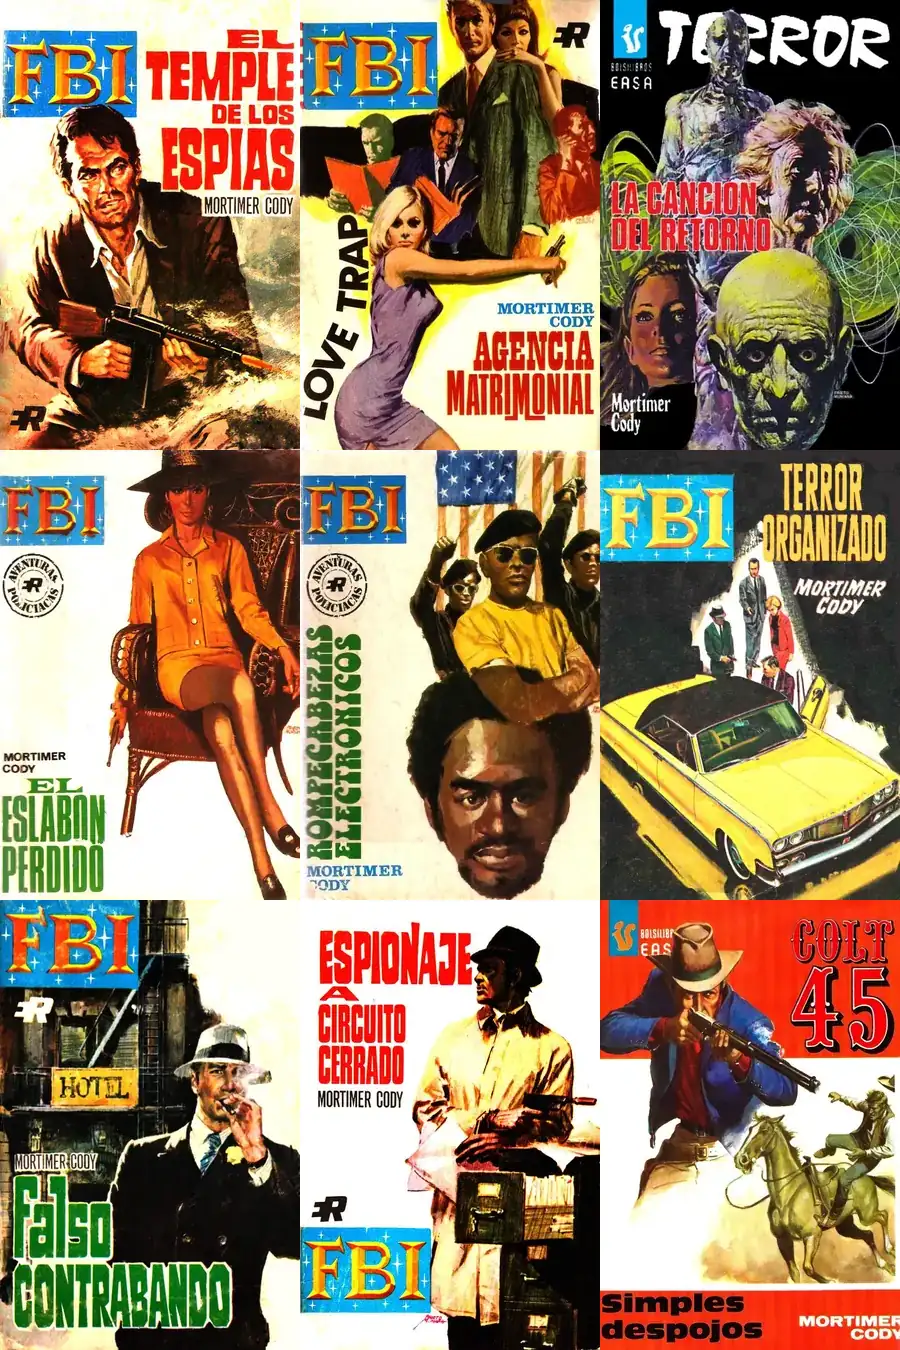 FBI
EL
TEMPLE
DE LOS
ESPIAS
MORTIMER CODY
R
FBI
R
LOVE TRAP
MORTIMER
CODY
AGENCIA
MATRIMONIAL
BOLSILIBROS
EASA
TERROR
LA CANCION
DEL RETORNO
Mortimer
Cody
FBI
AVENTURAS
R
POLICIACAS
MORTIMER
CODY
EL
ESLABON
PERDIDO
FBI
AVENTURAS
R
POLICIACAS
ROMPECABEZAS
ELECTRONICOS
MORTIMER
CODY
FBI
TERROR
ORGANIZADO
MORTIMER
CODY
FBI
R
HOTEL
MORTIMER CODY
Falso
CONTRABANDO
ESPIONAJE
A
CIRCUITO
CERRADO
MORTIMER CODY
R
FBI
BOLSILIBR
EAS
COLT
45
Simples
despojos
MORTIMER
CODY